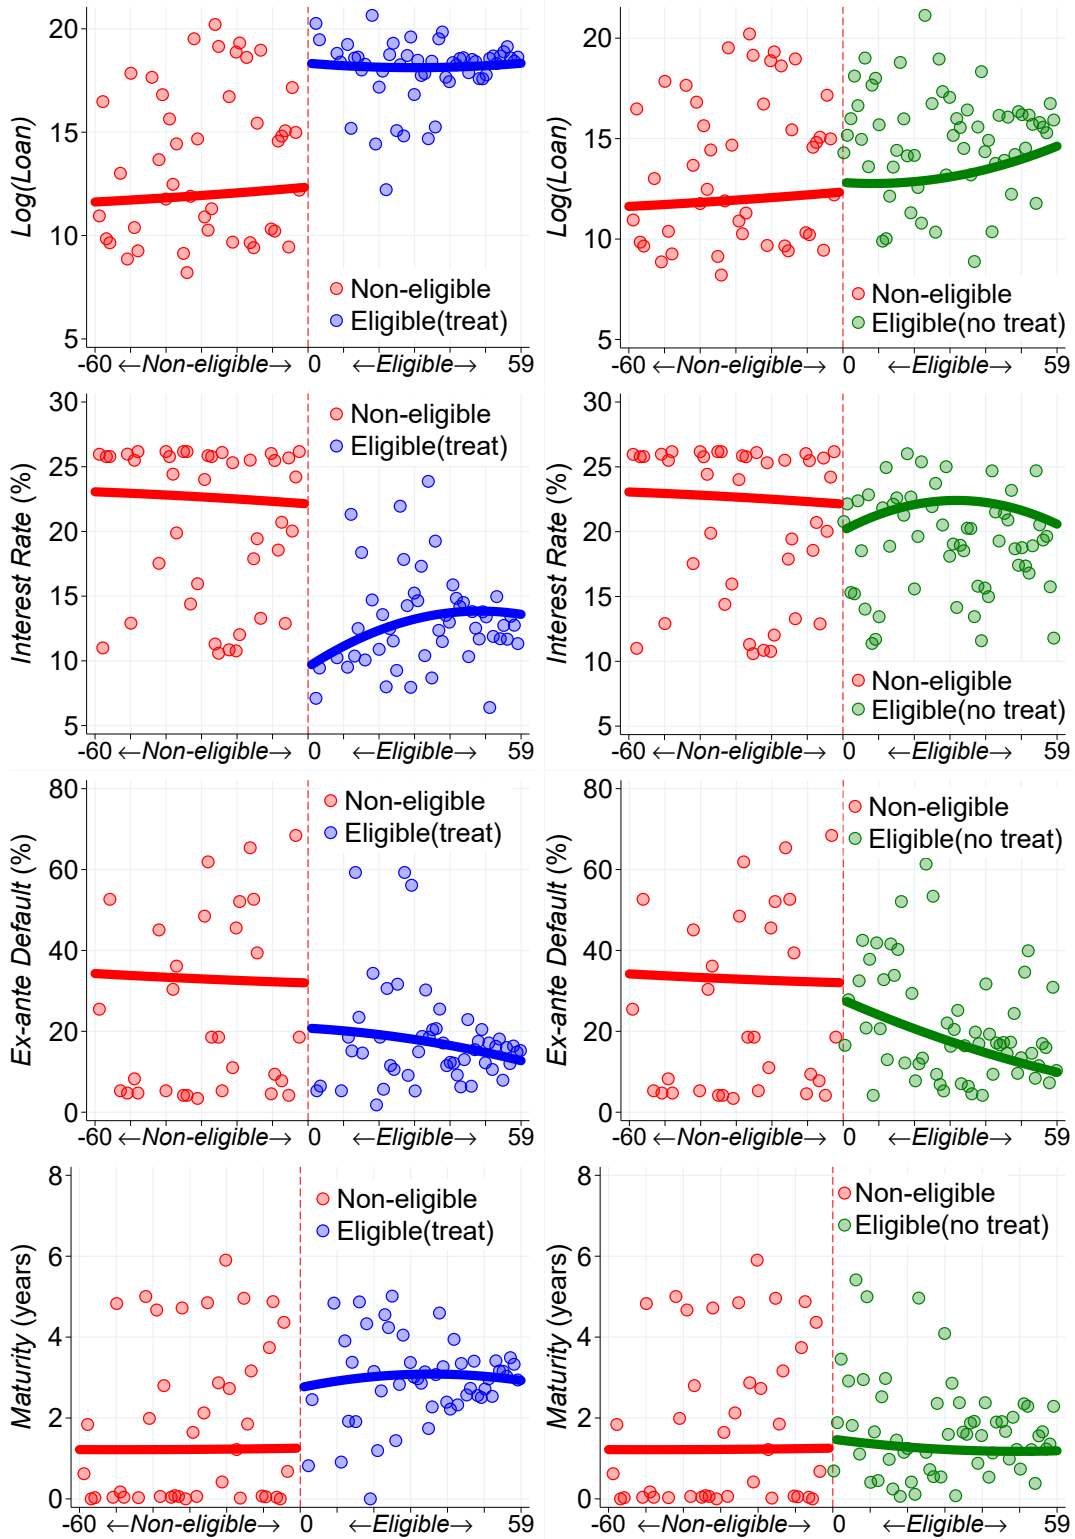 Log(Loan)
20
15
10
5
Non-eligible
Eligible(treat)
-60 ←Non-eligible→ 0 ←Eligible→ 59
Log(Loan)
20
15
10
5
Non-eligible
Eligible(no treat)
-60 ←Non-eligible→ 0 ←Eligible→ 59
Interest Rate (%)
30
25
20
15
10
5
Non-eligible
Eligible(treat)
-60 ←Non-eligible→ 0 ←Eligible→ 59
Interest Rate (%)
30
25
20
15
10
5
Non-eligible
Eligible(no treat)
-60 ←Non-eligible→ 0 ←Eligible→ 59
Ex-ante Default (%)
80
60
40
20
0
Non-eligible
Eligible(treat)
-60 ←Non-eligible→ 0 ←Eligible→ 59
Ex-ante Default (%)
80
60
40
20
0
Non-eligible
Eligible(no treat)
-60 ←Non-eligible→ 0 ←Eligible→ 59
Maturity (years)
8
6
4
2
0
Non-eligible
Eligible(treat)
-60 ←Non-eligible→ 0 ←Eligible→ 59
Maturity (years)
8
6
4
2
0
Non-eligible
Eligible(no treat)
-60 ←Non-eligible→ 0 ←Eligible→ 59